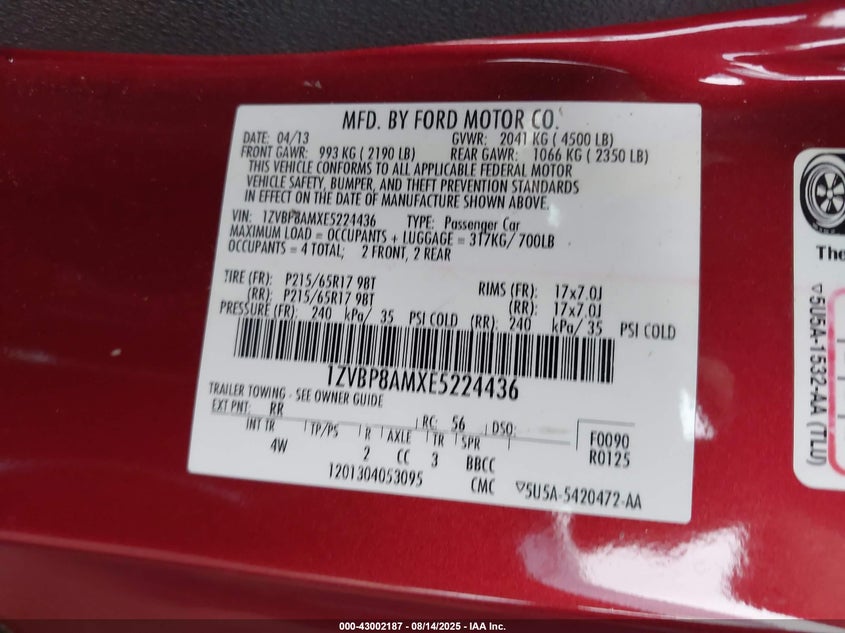 MFD. BY FORD MOTOR CO.
DATE: 04/13 GVWR: 2041 KG ( 4500 LB)
FRONT GAWR: 993 KG ( 2190 LB) REAR GAWR: 1066 KG ( 2350 LB)
THIS VEHICLE CONFORMS TO ALL APPLICABLE FEDERAL MOTOR
VEHICLE SAFETY, BUMPER, AND THEFT PREVENTION STANDARDS
IN EFFECT ON THE DATE OF MANUFACTURE SHOWN ABOVE.
VIN: 1ZVBP8AMXE5224436 TYPE: Passenger Car
MAXIMUM LOAD = OCCUPANTS + LUGGAGE = 317KG/ 700LB
OCCUPANTS = 4 TOTAL; 2 FRONT, 2 REAR
TIRE (FR): P215/65R17 98T RIMS (FR): 17x7.0J
(RR): P215/65R17 98T (RR): 17x7.0J
PRESSURE (FR): 240 kPa/ 35 PSI COLD (RR): 240 kPa/ 35 PSI COLD
1ZVBP8AMXE5224436
TRAILER TOWING - SEE OWNER GUIDE
EXT PNT: RR RC: 56 DSO: F0090
INT TR TP/PS R AXLE TR SPR R0125
4W 2 CC 3 BBCC
1201304053095 CMC ▽5U5A-5420472-AA
The
▽5U5A-1532-AA (TLU)
000-43002187 - 08/14/2025 - IAA Inc.